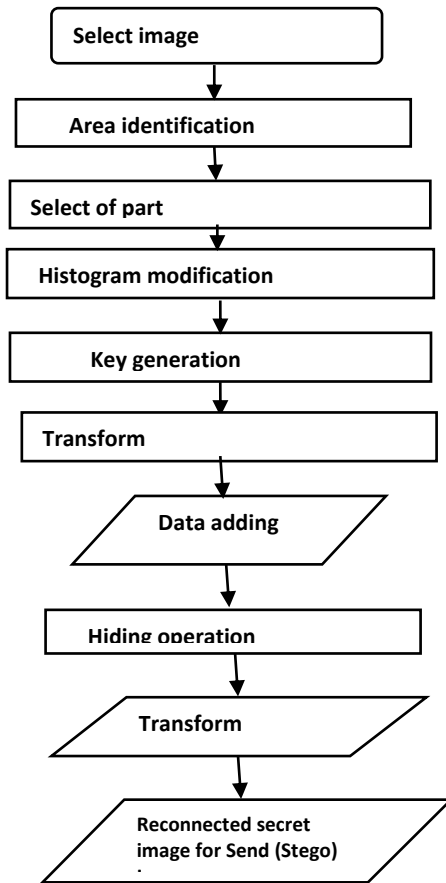 Select image
Area identification
Select of part
Histogram modification
Key generation
Transform
Data adding
Hiding operation
Transform
Reconnected secret
image for Send (Stego)